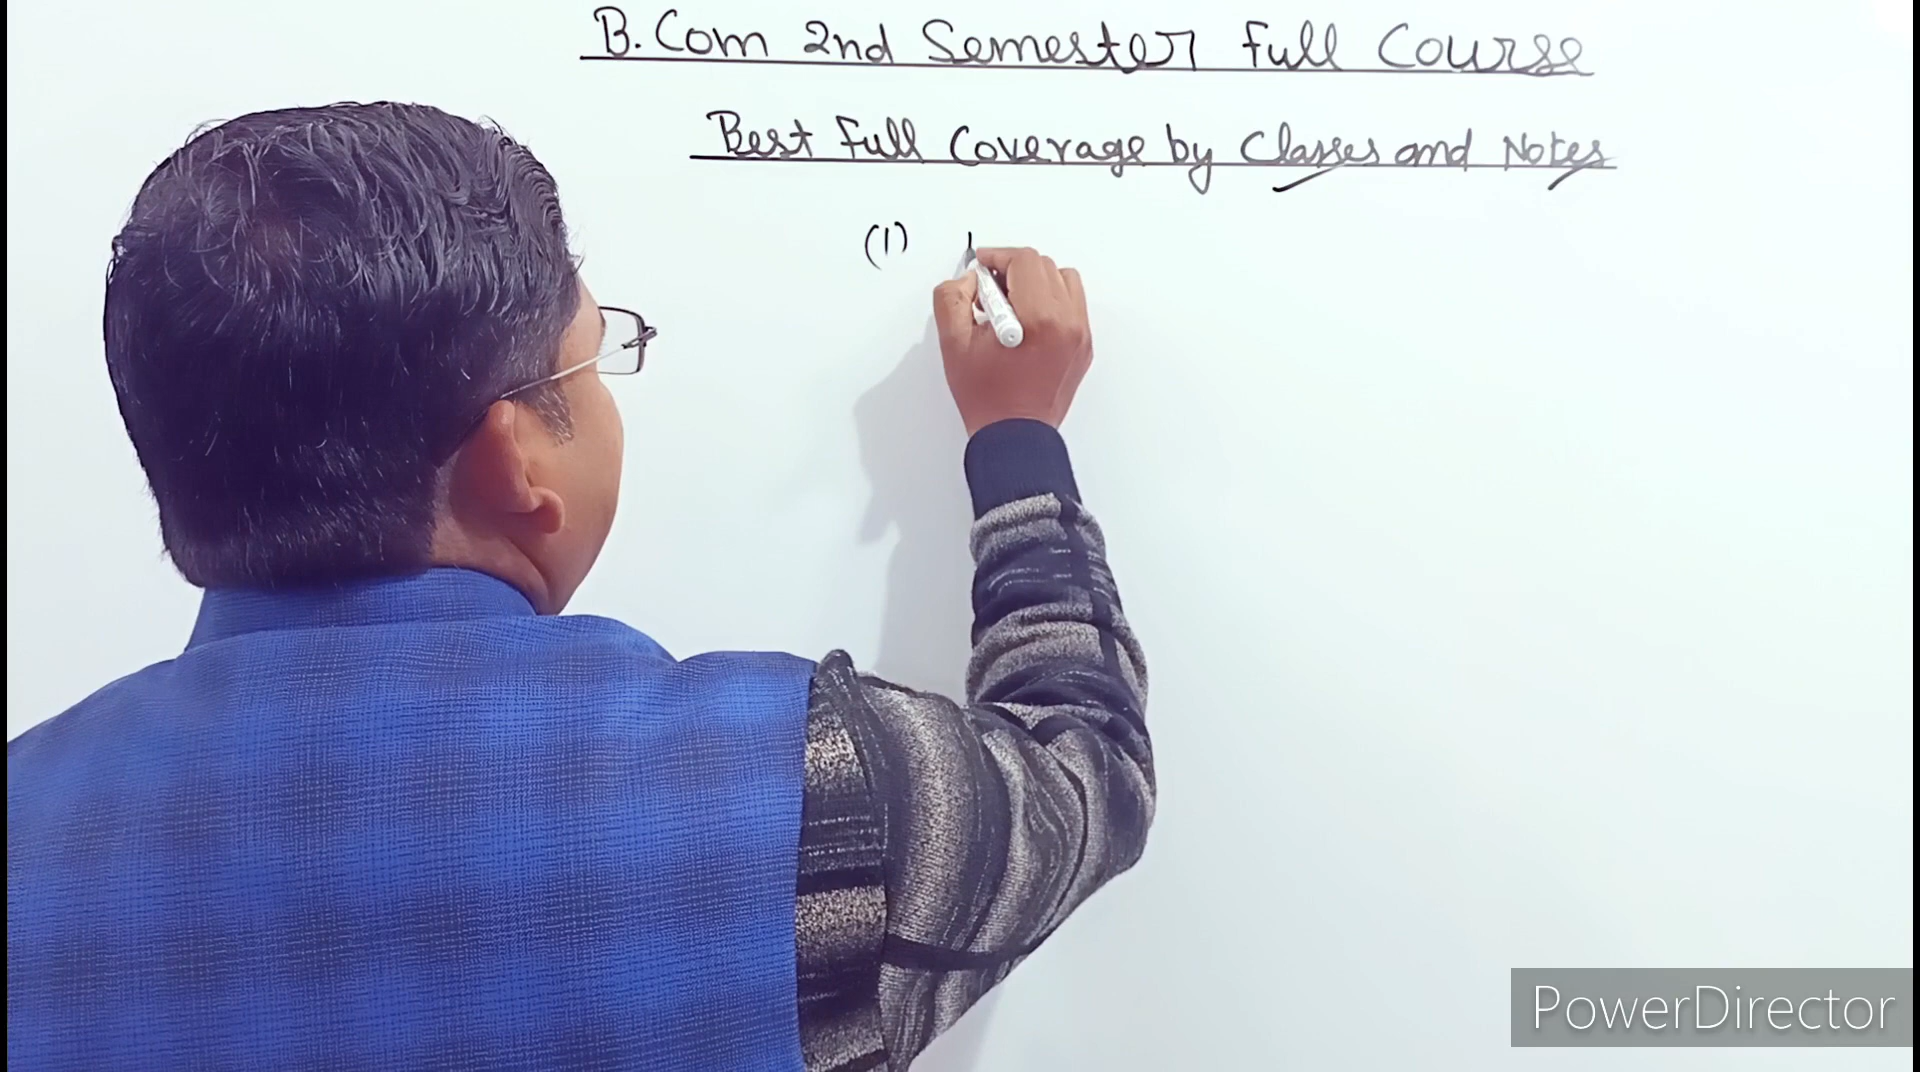 B.Com 2nd Semester Full Course
Best Full Coverage by Classes and Notes
(1)
PowerDirector